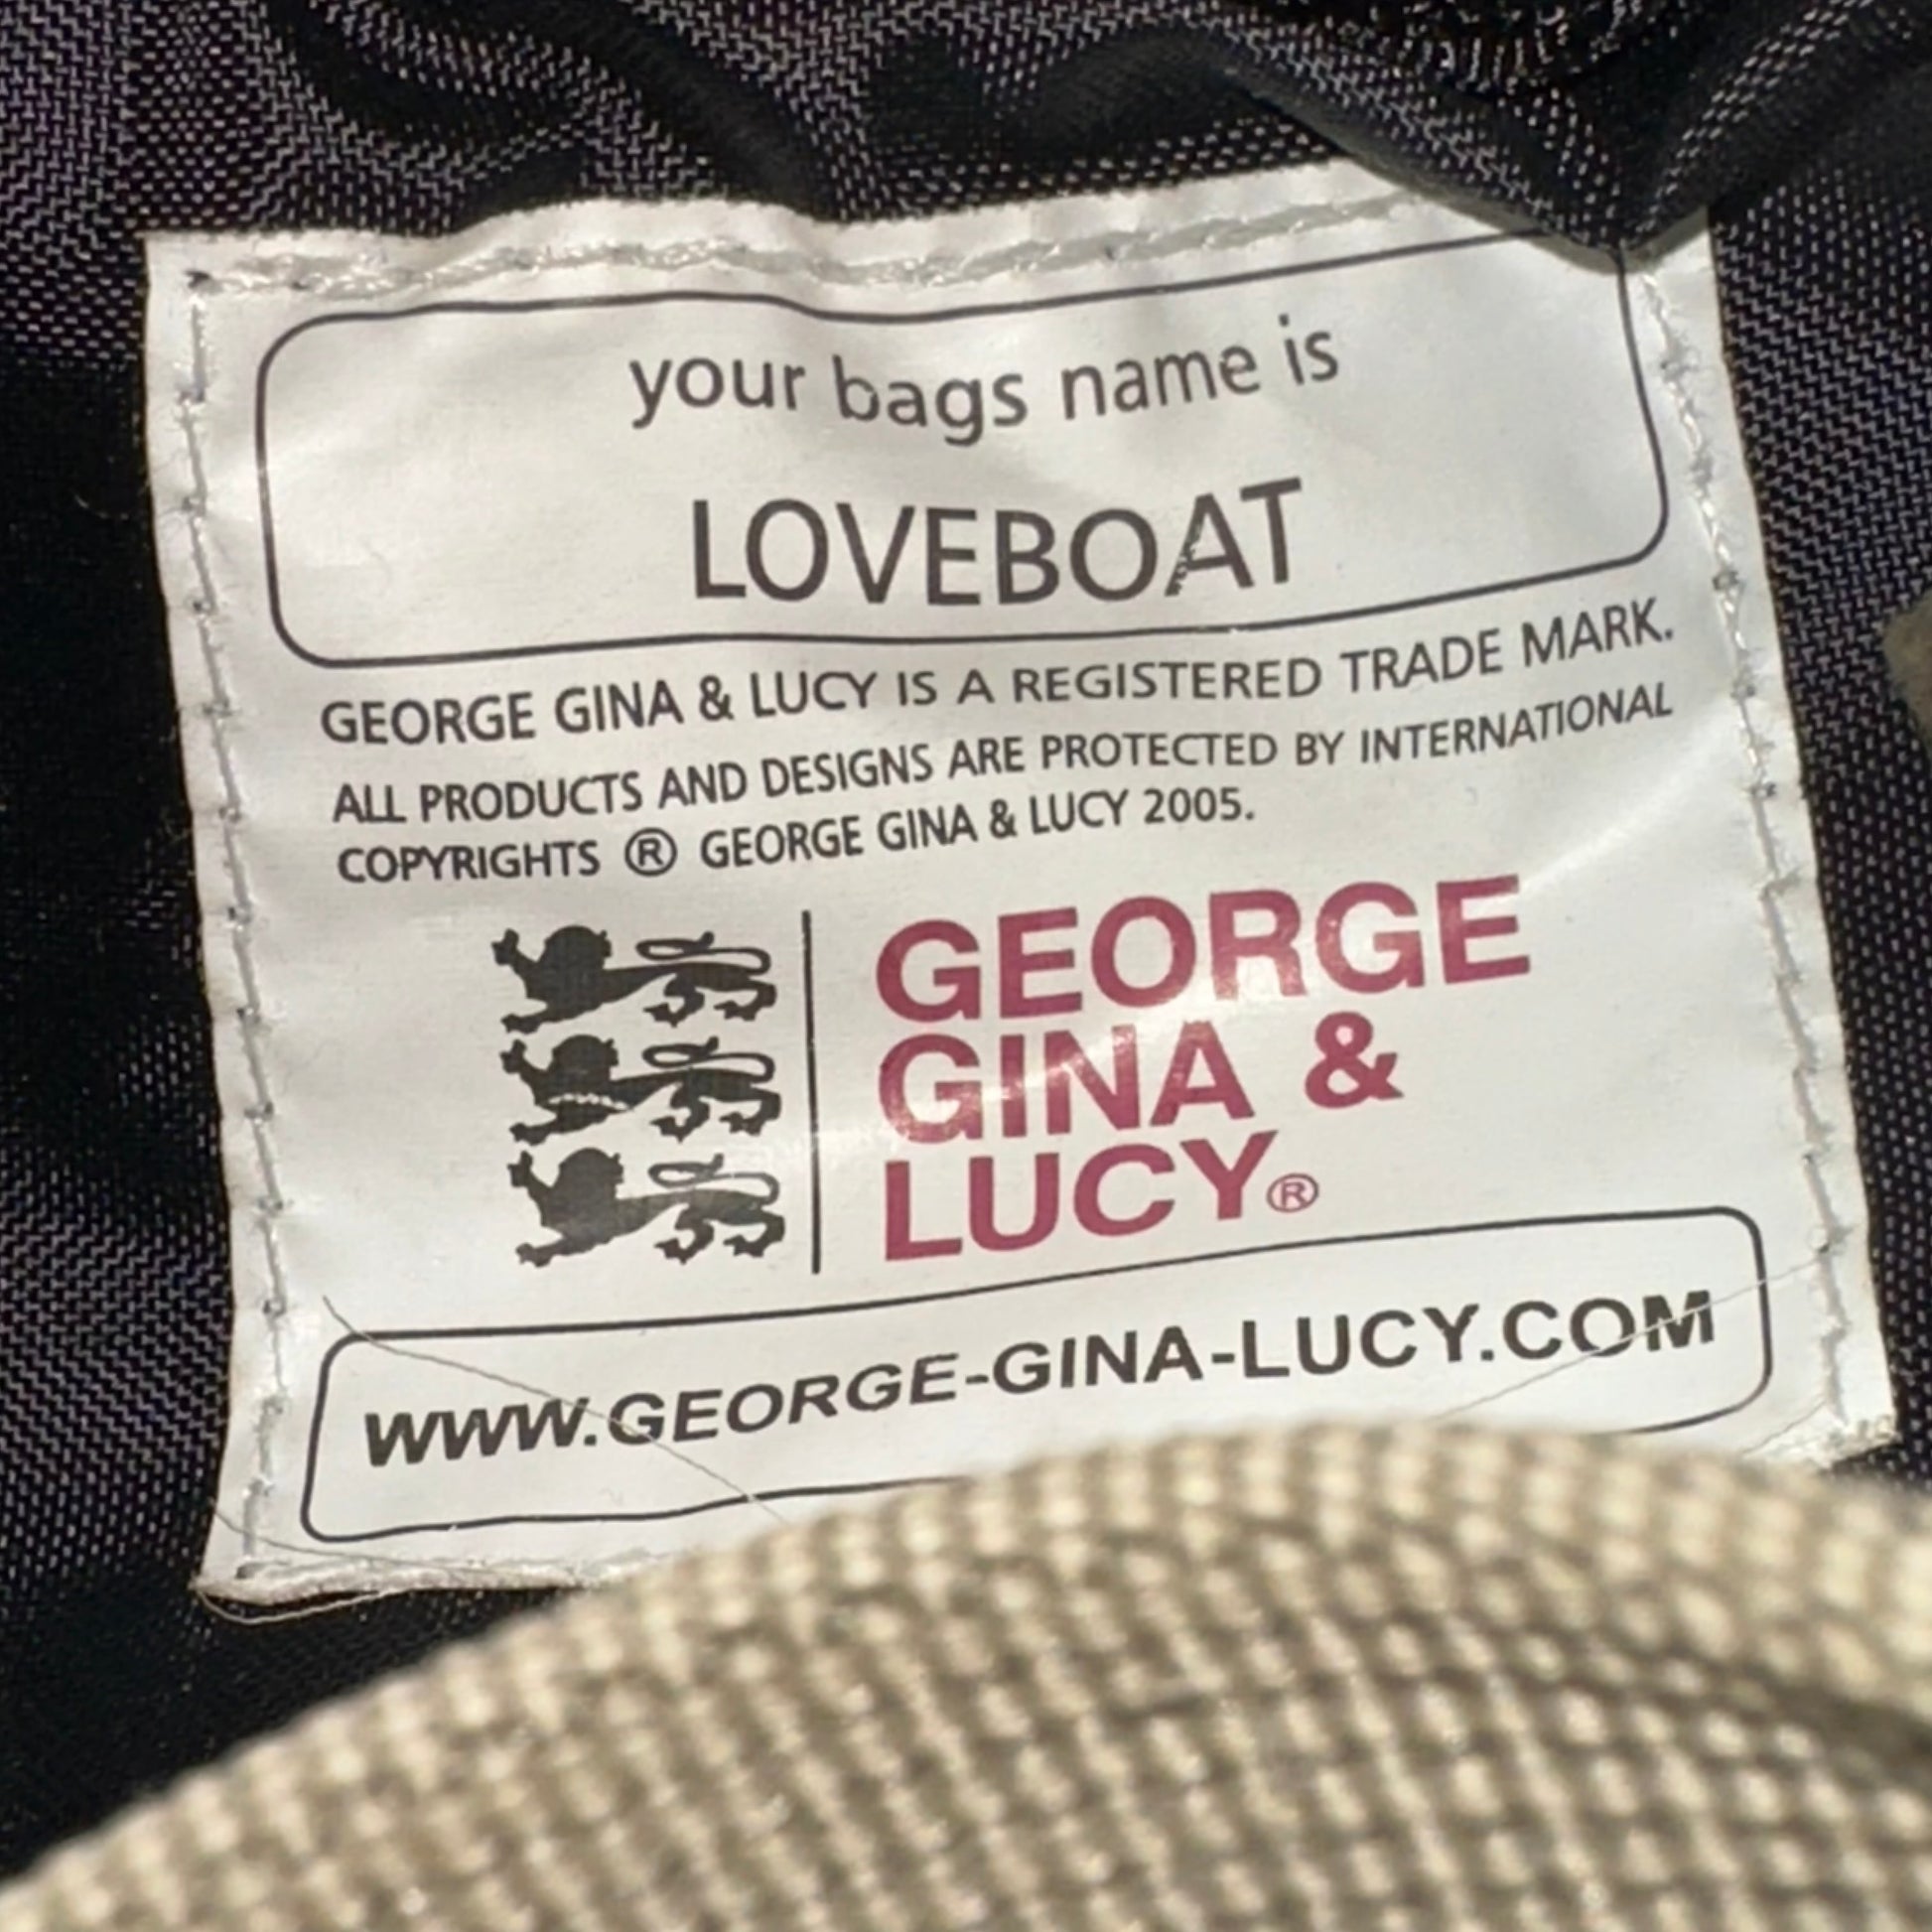 your bags name is
LOVEBOAT
GEORGE GINA & LUCY IS A REGISTERED TRADE MARK.
ALL PRODUCTS AND DESIGNS ARE PROTECTED BY INTERNATIONAL
COPYRIGHTS ® GEORGE GINA & LUCY 2005.
GEORGE
GINA &
LUCY®
WWW.GEORGE-GINA-LUCY.COM